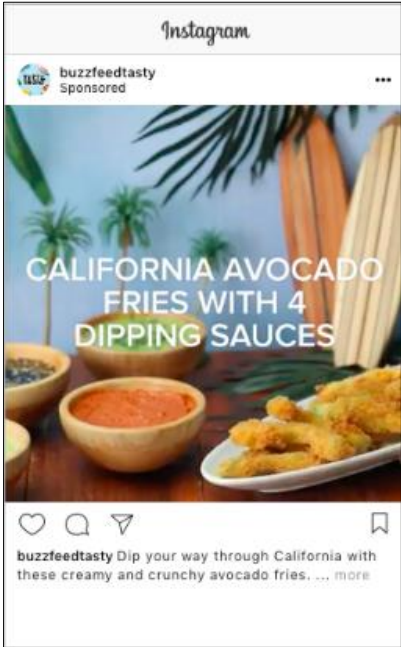 Instagram
TASTY
buzzfeedtasty
Sponsored
CALIFORNIA AVOCADO
FRIES WITH 4
DIPPING SAUCES
buzzfeedtasty Dip your way through California with
these creamy and crunchy avocado fries. ... more